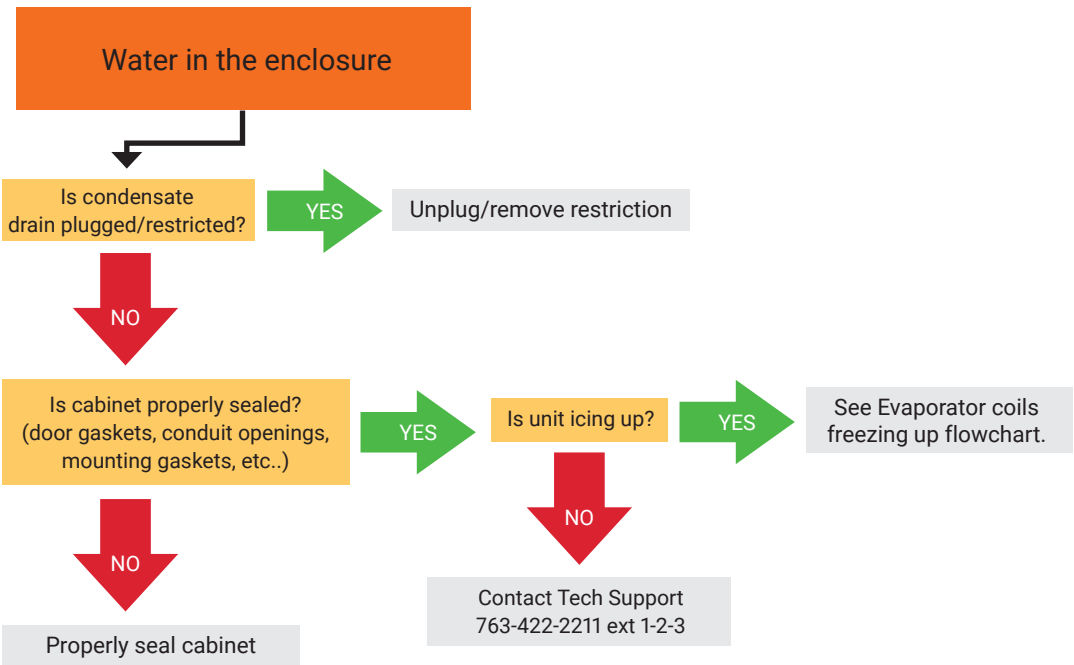 Water in the enclosure
Is condensate
drain plugged/restricted?
YES
Unplug/remove restriction
NO
Is cabinet properly sealed?
(door gaskets, conduit openings,
mounting gaskets, etc..)
YES
Is unit icing up?
YES
See Evaporator coils
freezing up flowchart.
NO
NO
Contact Tech Support
763-422-2211 ext 1-2-3
Properly seal cabinet